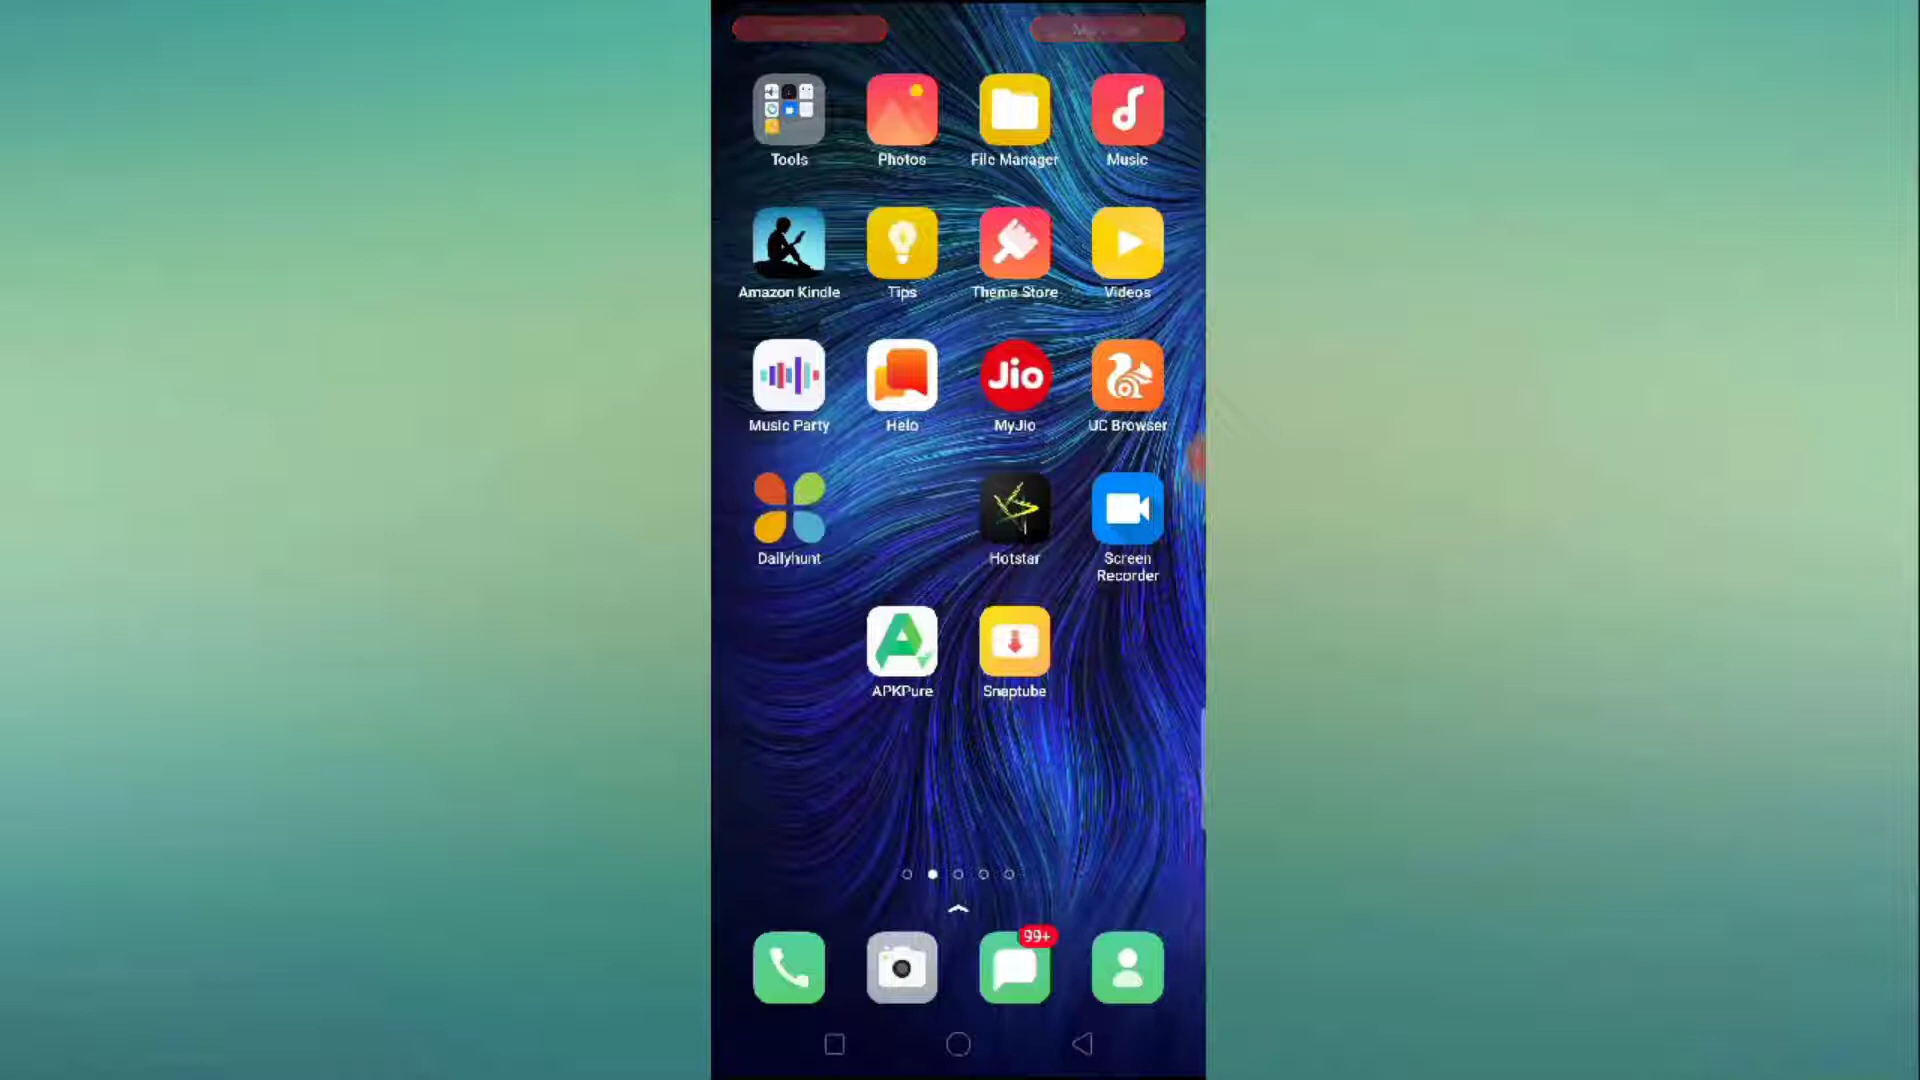 Tools Photos File Manager Music
Amazon Kindle Tips Theme Store Videos
Jio
Music Party Helo MyJio UC Browser
Dailyhunt Hotstar Screen
Recorder
APKPure Snaptube
99+